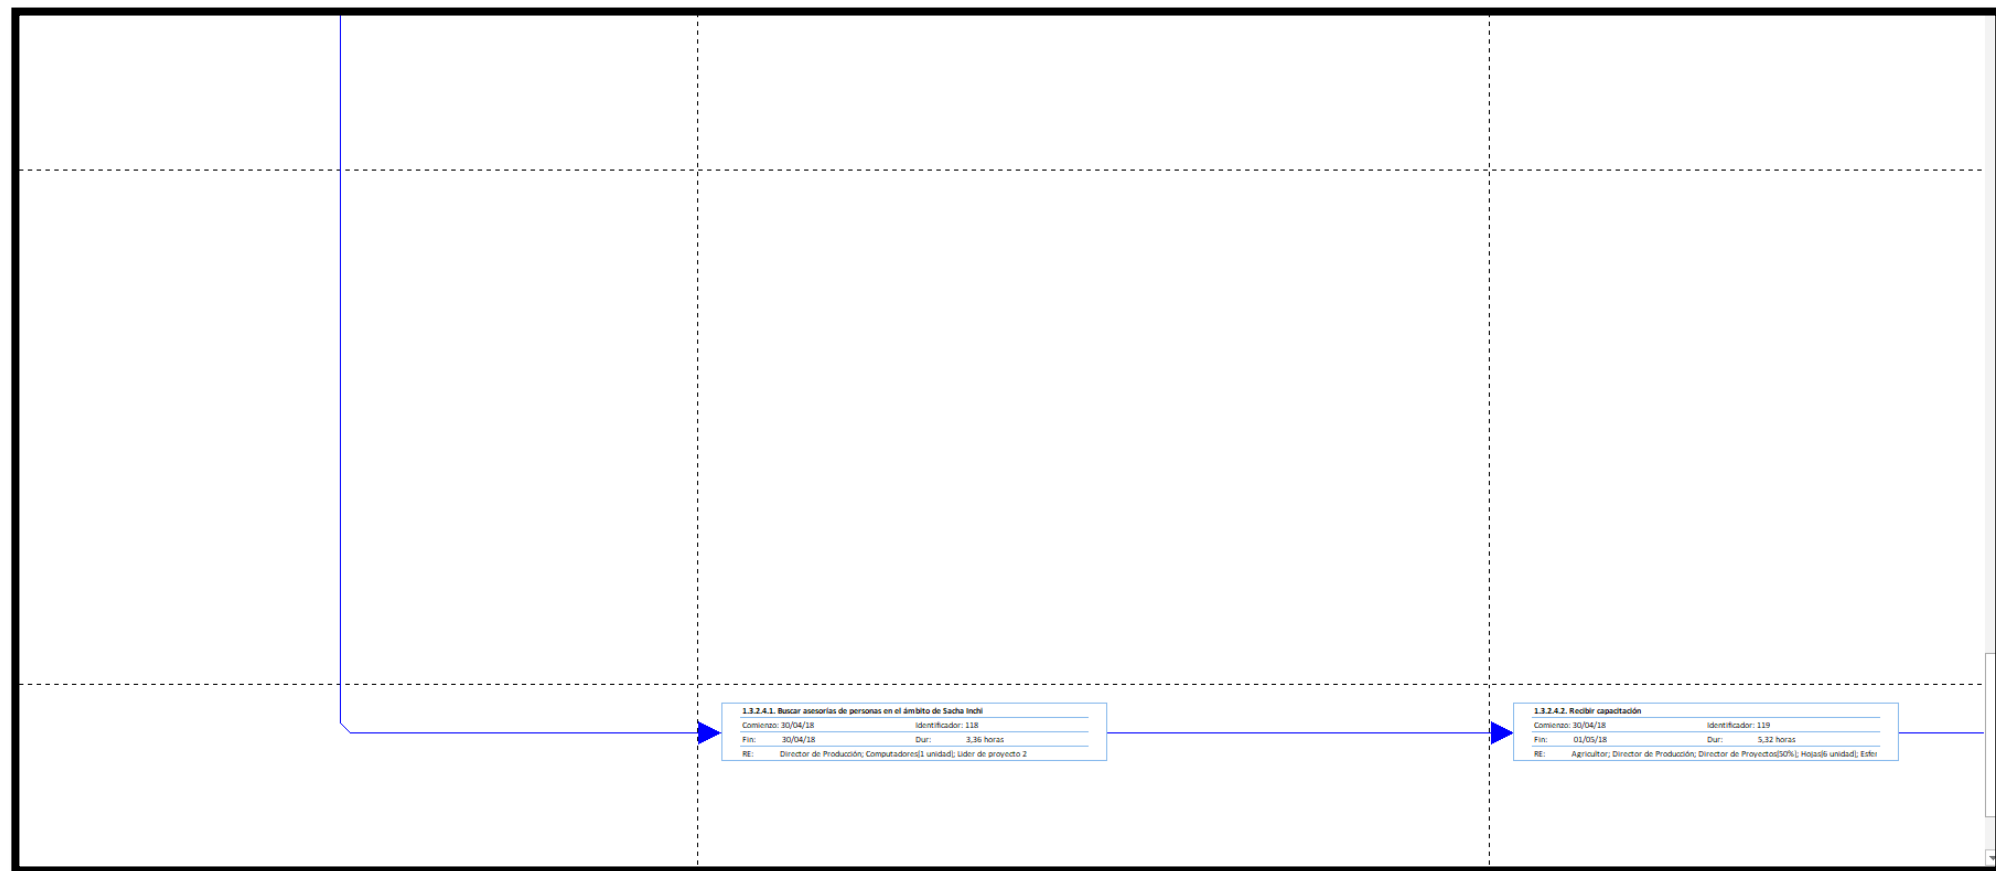 1.3.2.4.1. Buscar asesorías de personas en el ámbito de Sacha Inchi
Comienzo: 30/04/18 Identificador: 118
Fin: 30/04/18 Dur: 3,36 horas
RE: Director de Producción; Computadores[1 unidad]; Lider de proyecto 2
1.3.2.4.2. Recibir capacitación
Comienzo: 30/04/18 Identificador: 119
Fin: 01/05/18 Dur: 5,32 horas
RE: Agricultor; Director de Producción; Director de Proyectos[50%]; Hojas[6 unidad]; Esfer